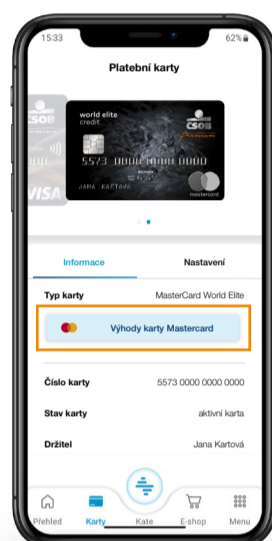 15:33 62%
Platební karty
world elite
credit
ČSOB
Premium
5573 0000 0000 0000
JANA KARTOVÁ
mastercard
VISA
Informace Nastavení
Typ karty MasterCard World Elite
Výhody karty Mastercard
Číslo karty 5573 0000 0000 0000
Stav karty aktivní karta
Držitel Jana Kartová
Přehled Karty Kate E-shop Menu